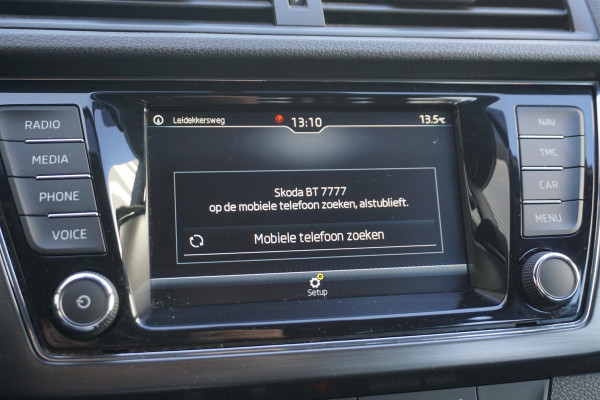 Leidekkersweg 13:10 13.5°C
RADIO
MEDIA
PHONE
VOICE
Skoda BT 7777
op de mobiele telefoon zoeken, alstublieft.
Mobiele telefoon zoeken
Setup
NAV
TMC
CAR
MENU